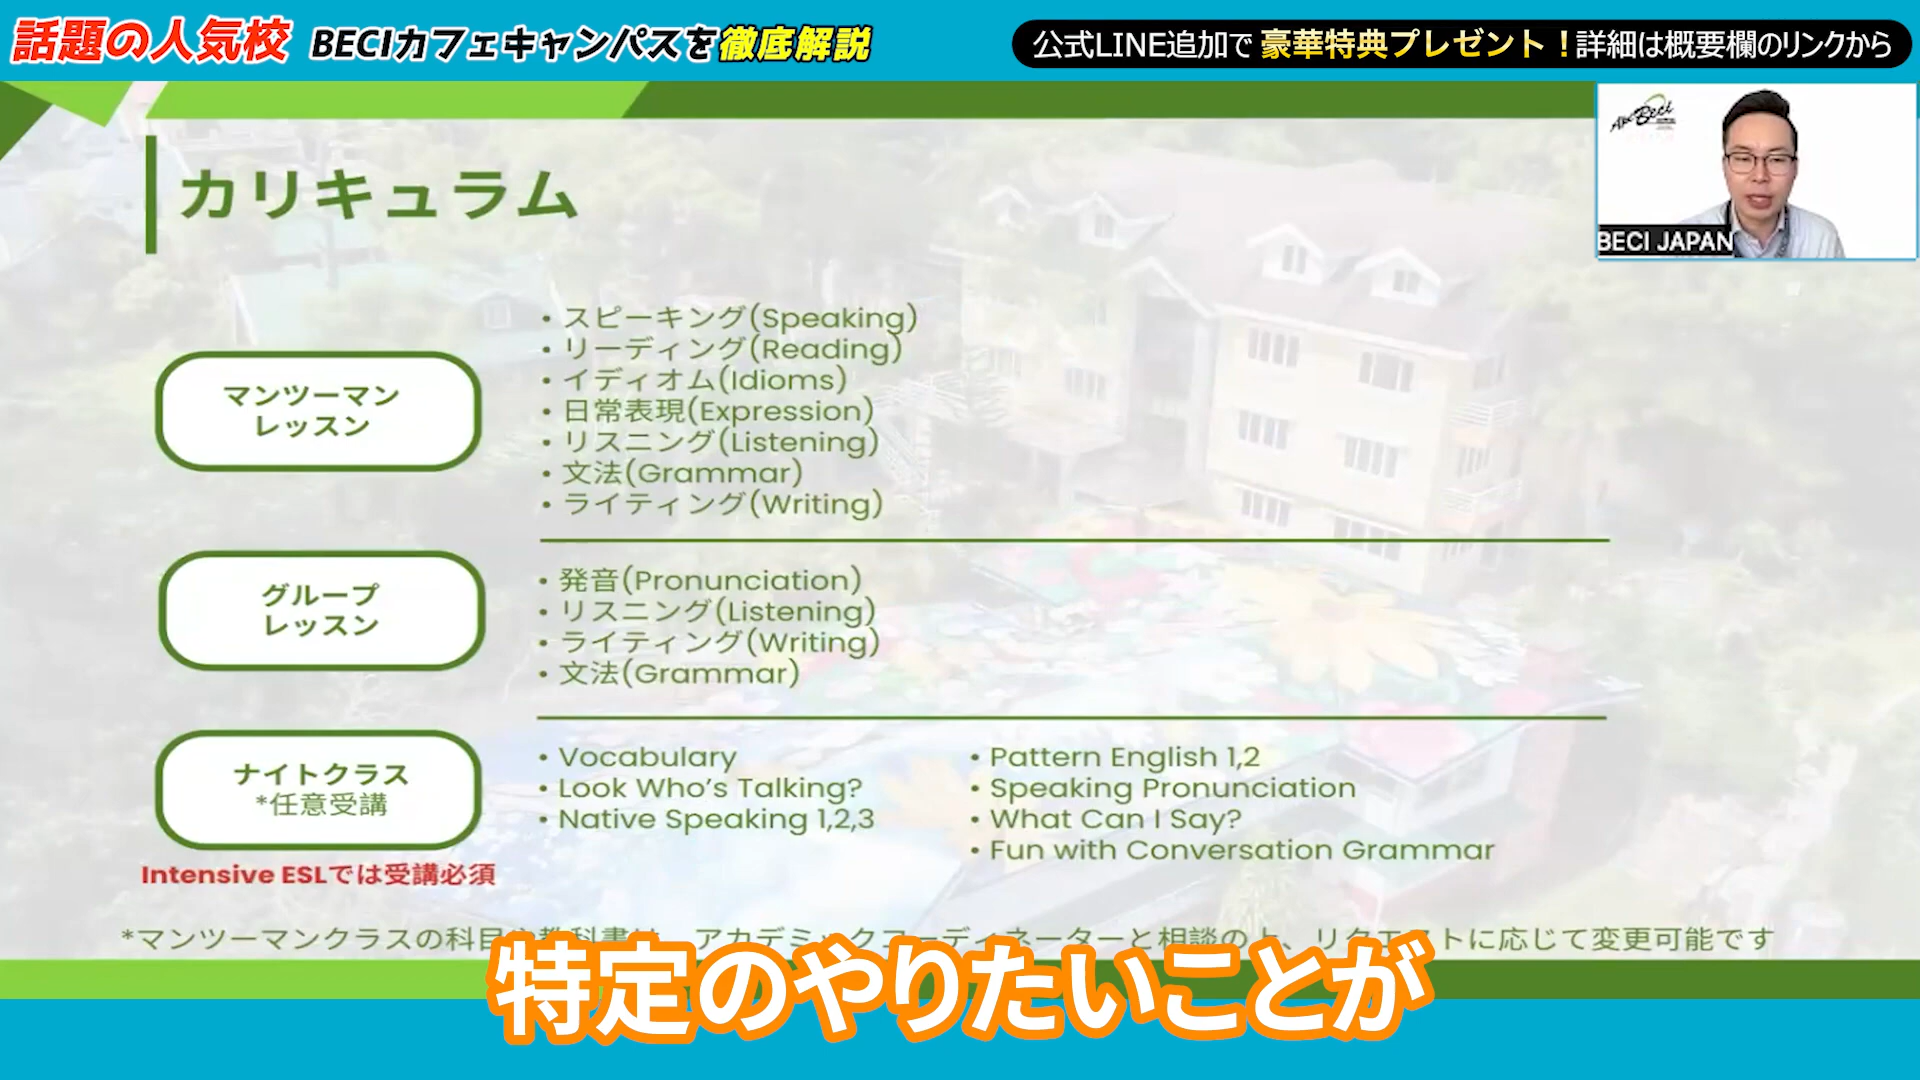 話題の人気校 BECIカフェキャンパスを徹底解説
公式LINE追加で 豪華特典プレゼント！詳細は概要欄のリンクから
Beci
BECI JAPAN
カリキュラム
マンツーマン
レッスン
• スピーキング(Speaking)
• リーディング(Reading)
• イディオム(Idioms)
• 日常表現(Expression)
• リスニング(Listening)
• 文法(Grammar)
• ライティング(Writing)
グループ
レッスン
• 発音(Pronunciation)
• リスニング(Listening)
• ライティング(Writing)
• 文法(Grammar)
ナイトクラス
*任意受講
Intensive ESLでは受講必須
• Vocabulary
• Look Who's Talking?
• Native Speaking 1,2,3
• Pattern English 1,2
• Speaking Pronunciation
• What Can I Say?
• Fun with Conversation Grammar
*マンツーマンクラスの科目や教科書は、アカデミックコーディネーターと相談の上、リクエストに応じて変更可能です
特定のやりたいことが